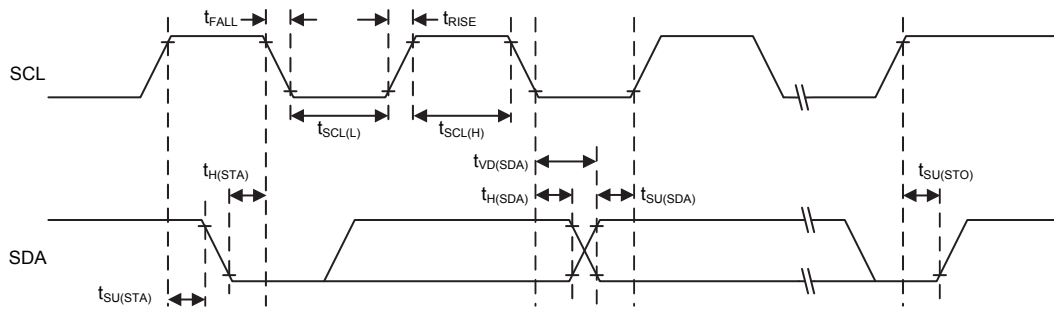 tFALL
tRISE
SCL
tSCL(L)
tSCL(H)
tVD(SDA)
tH(STA)
tH(SDA)
tSU(SDA)
tSU(STO)
SDA
tSU(STA)